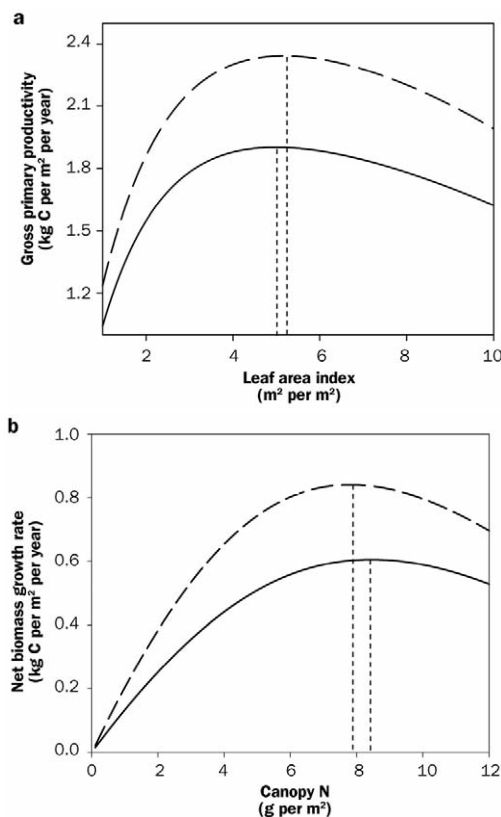 a
2.4
2.1
1.8
1.5
1.2
Gross primary productivity
(kg C per m² per year)
2
4
6
8
10
Leaf area index
(m² per m²)
b
1.0
0.8
0.6
0.4
0.2
0.0
Net biomass growth rate
(kg C per m² per year)
0
2
4
6
8
10
12
Canopy N
(g per m²)